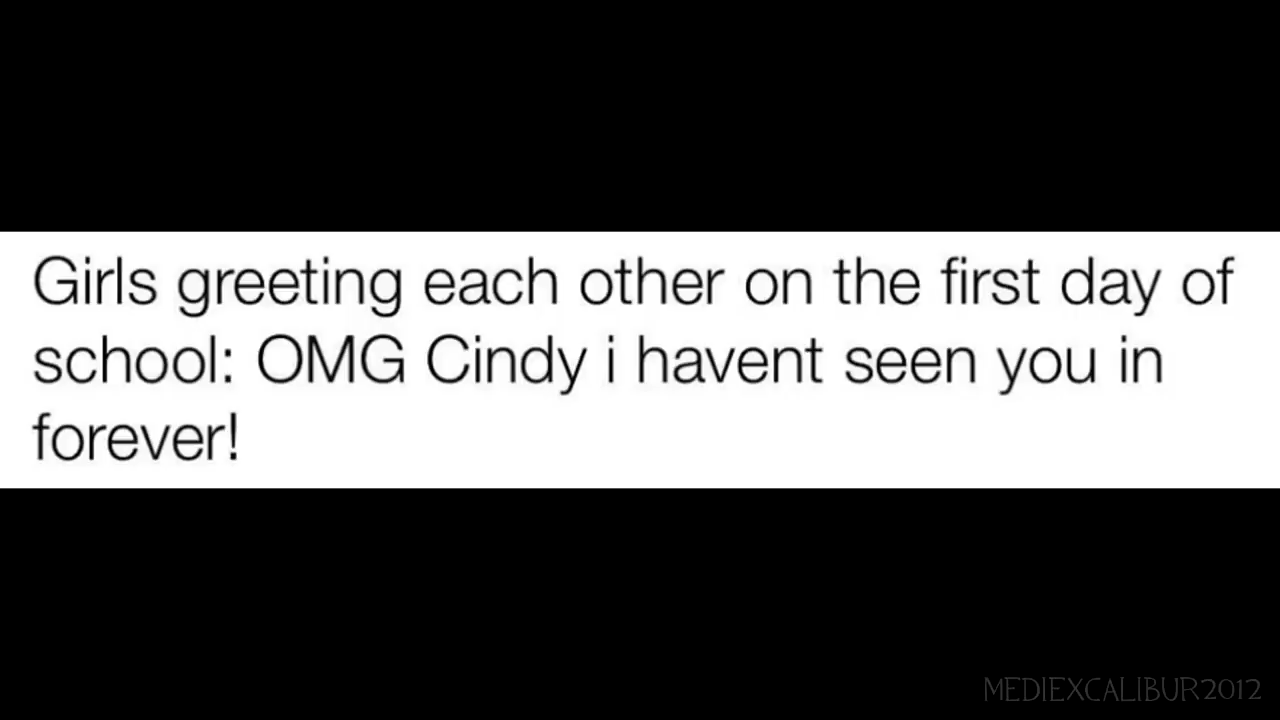 Girls greeting each other on the first day of
school: OMG Cindy i havent seen you in
forever!
MEDIEXCALIBUR2012